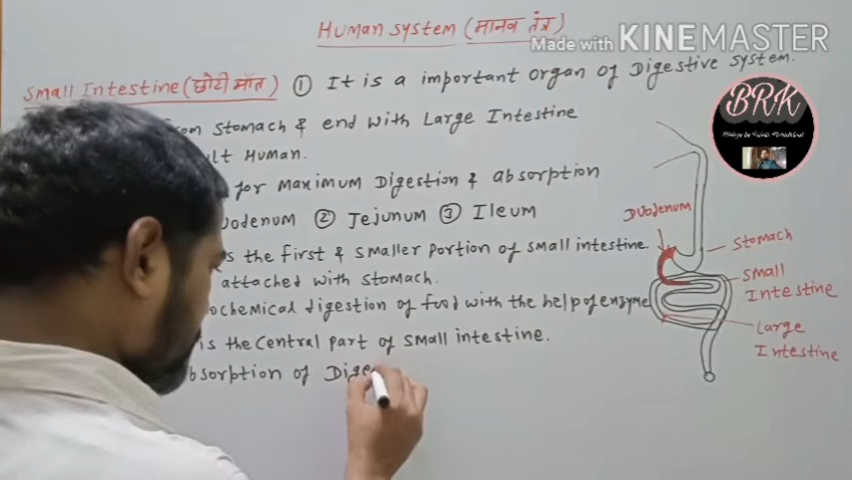 Human System (मानव तंत्र)
Made with KINEMASTER
Small Intestine (छोटी आंत) ① It is a important organ of Digestive system.
from Stomach & end with Large Intestine
Human.
for maximum Digestion & absorption
② Jejunum ③ Ileum
the first & smaller portion of small intestine
attached with stomach.
digestion of food with the help of enzyme
is the central part of small intestine.
of
BRK
Duodenum
Stomach
Small
Intestine
Large
Intestine